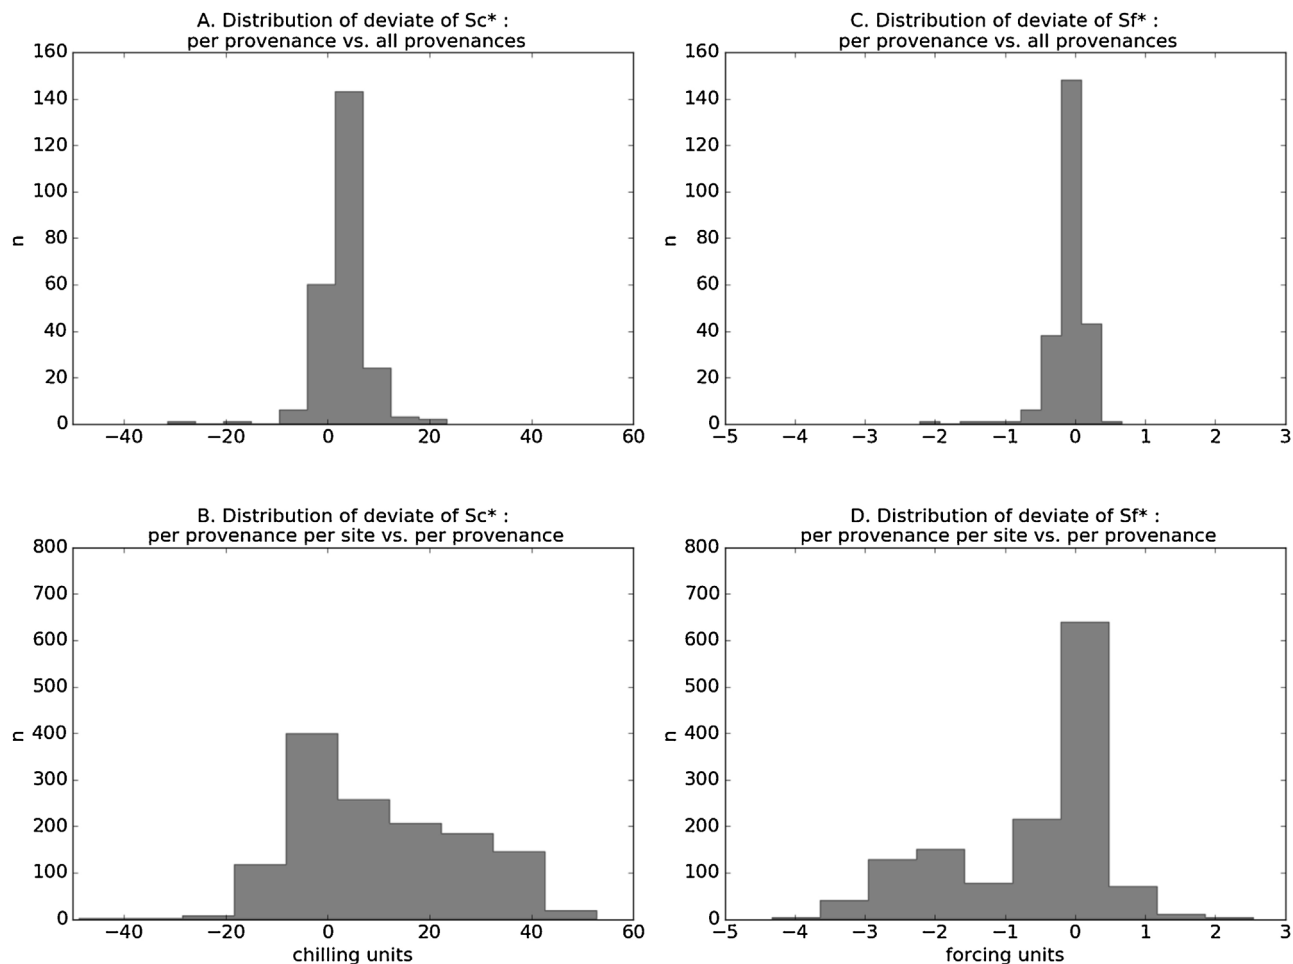 A. Distribution of deviate of Sc* :
per provenance vs. all provenances
160
140
120
100
80
60
40
20
0
n
−40 −20 0 20 40 60
C. Distribution of deviate of Sf* :
per provenance vs. all provenances
160
140
120
100
80
60
40
20
0
n
−5 −4 −3 −2 −1 0 1 2 3
B. Distribution of deviate of Sc* :
per provenance per site vs. per provenance
800
700
600
500
400
300
200
100
0
n
−40 −20 0 20 40 60
chilling units
D. Distribution of deviate of Sf* :
per provenance per site vs. per provenance
800
700
600
500
400
300
200
100
0
n
−5 −4 −3 −2 −1 0 1 2 3
forcing units